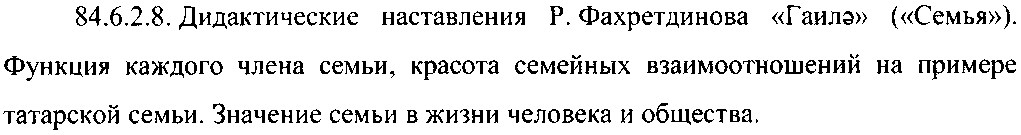 84.6.2.8. Дидактические наставления Р. Фахретдинова «Гаилә» («Семья»).
Функция каждого члена семьи, красота семейных взаимоотношений на примере
татарской семьи. Значение семьи в жизни человека и общества.